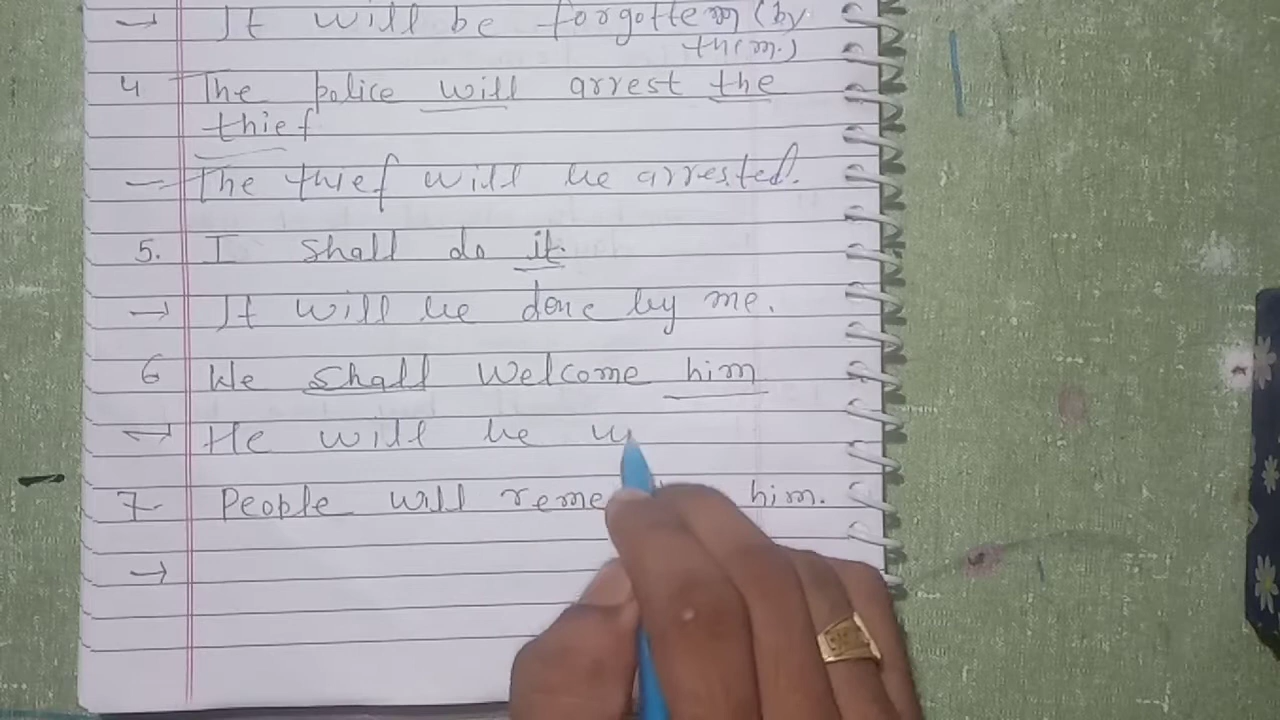 → It will be forgotten (by
them.)
4 The police will arrest the
thief
— The thief will be arrested.
5. I shall do it.
→ It will be done by me.
6 We shall welcome him
→ He will be w
7. People will reme him.
→